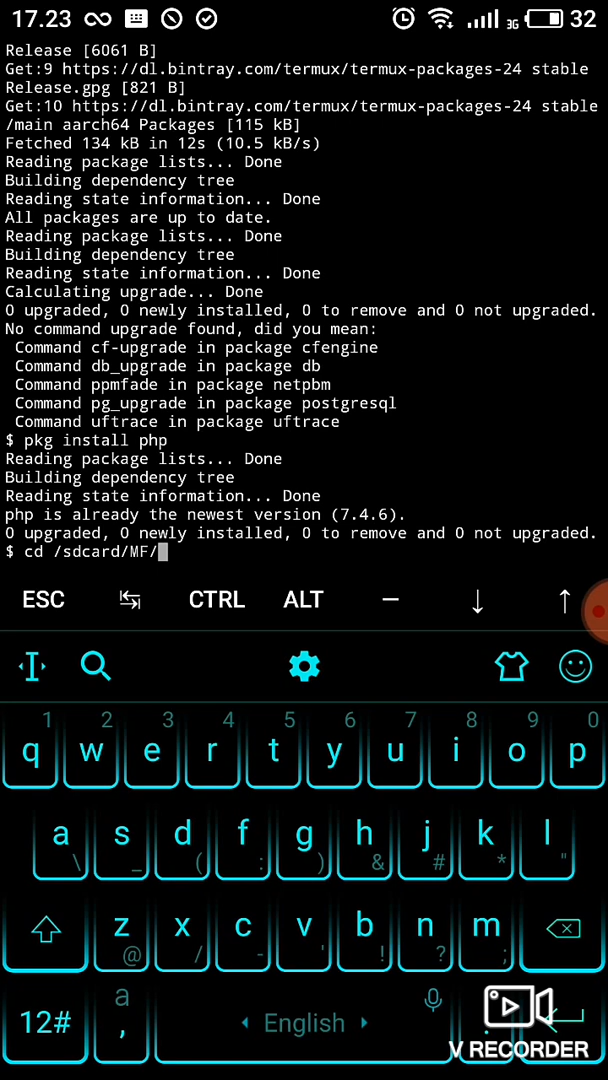 17.23 3G 32
Release [6061 B]
Get:9 https://dl.bintray.com/termux/termux-packages-24 stable
Release.gpg [821 B]
Get:10 https://dl.bintray.com/termux/termux-packages-24 stable
/main aarch64 Packages [115 kB]
Fetched 134 kB in 12s (10.5 kB/s)
Reading package lists... Done
Building dependency tree
Reading state information... Done
All packages are up to date.
Reading package lists... Done
Building dependency tree
Reading state information... Done
Calculating upgrade... Done
0 upgraded, 0 newly installed, 0 to remove and 0 not upgraded.
No command upgrade found, did you mean:
Command cf-upgrade in package cfengine
Command db_upgrade in package db
Command ppmfade in package netpbm
Command pg_upgrade in package postgresql
Command uftrace in package uftrace
$ pkg install php
Reading package lists... Done
Building dependency tree
Reading state information... Done
php is already the newest version (7.4.6).
0 upgraded, 0 newly installed, 0 to remove and 0 not upgraded.
$ cd /sdcard/MF/
ESC ↹ CTRL ALT — ↓ ↑
1 2 3 4 5 6 7 8 9 0
q w e r t y u i o p
a s d f g h j k l
\ _ ( : ) & # * "
z x c v b n m
@ / - ' ! ? ;
12# a , English .
V RECORDER